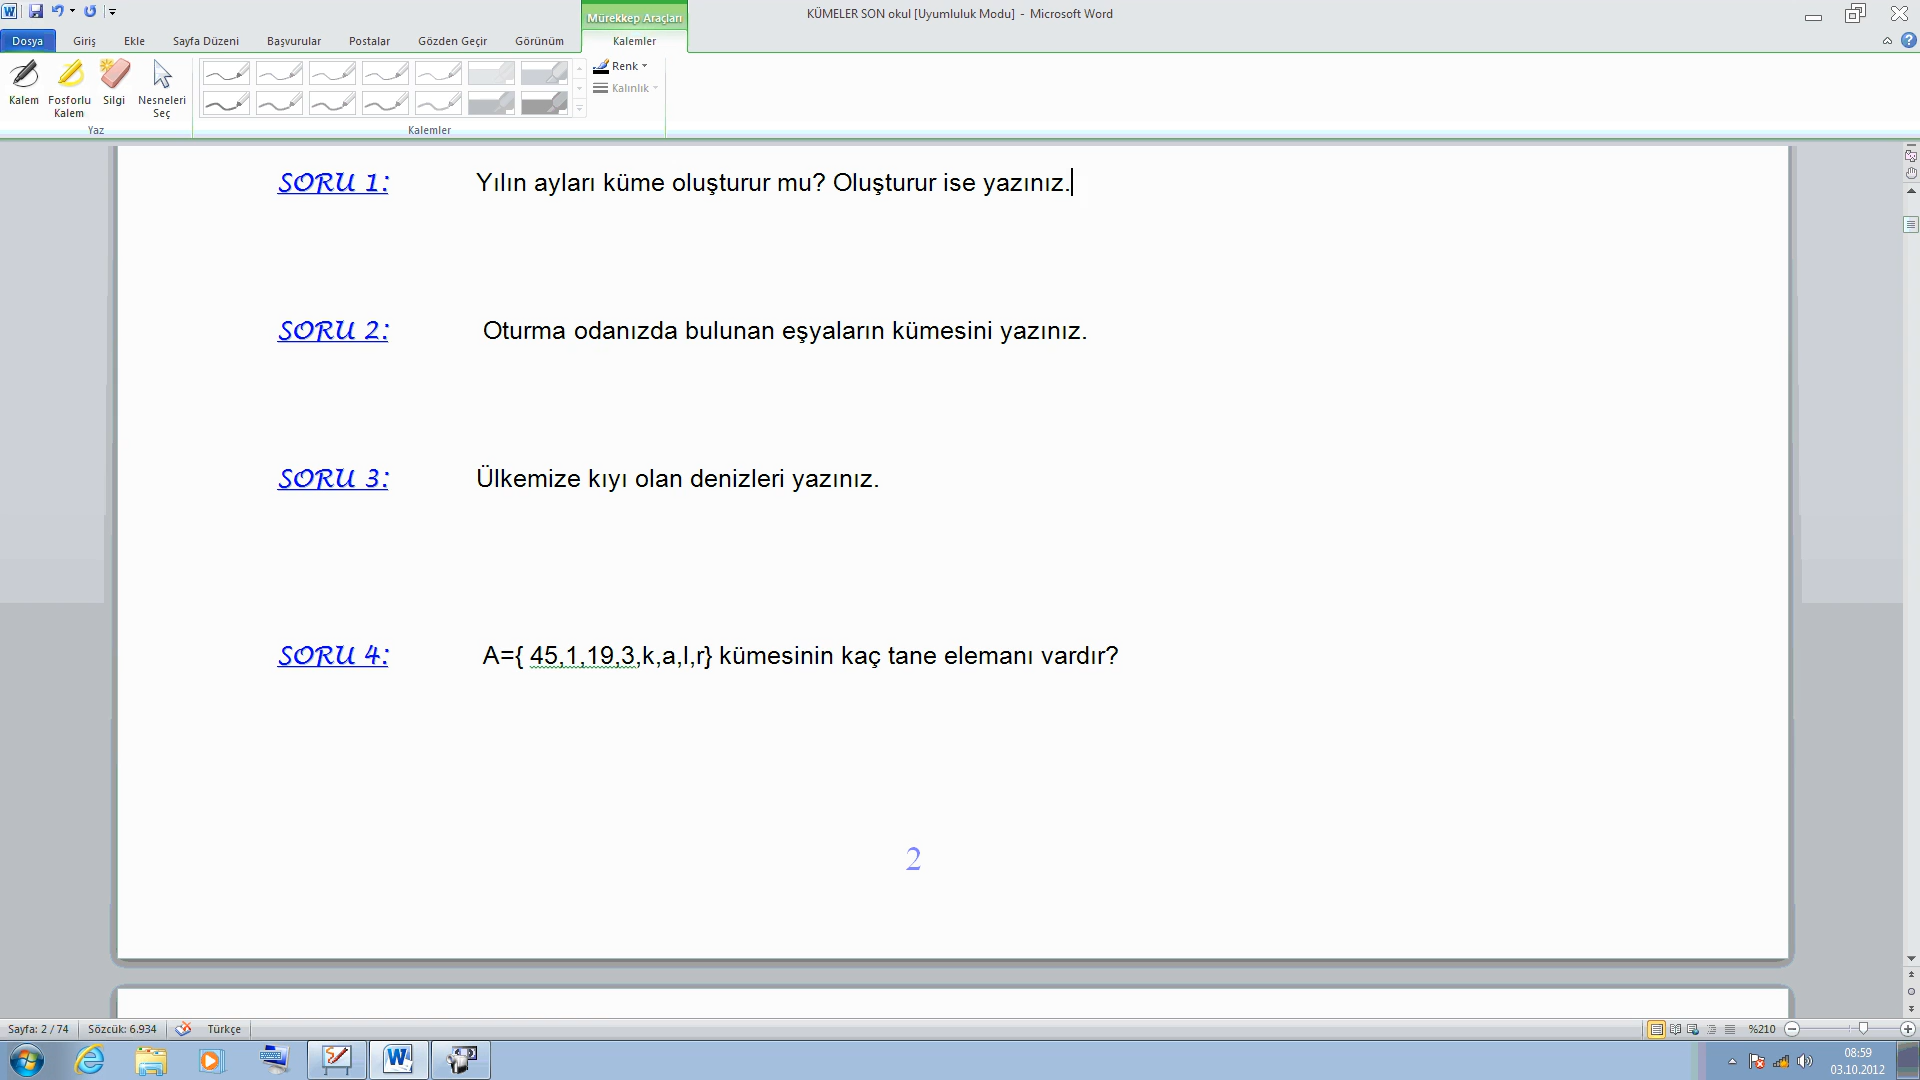 KÜMELER SON okul [Uyumluluk Modu] - Microsoft Word
Mürekkep Araçları
Dosya Giriş Ekle Sayfa Düzeni Başvurular Postalar Gözden Geçir Görünüm Kalemler
Kalem Fosforlu Kalem Silgi Nesneleri Seç
Renk
Kalınlık
Yaz Kalemler
SORU 1: Yılın ayları küme oluşturur mu? Oluşturur ise yazınız.
SORU 2: Oturma odanızda bulunan eşyaların kümesini yazınız.
SORU 3: Ülkemize kıyı olan denizleri yazınız.
SORU 4: A={ 45,1,19,3,k,a,l,r} kümesinin kaç tane elemanı vardır?
2
Sayfa: 2 / 74 Sözcük: 6.934 Türkçe %210
08:59
03.10.2012